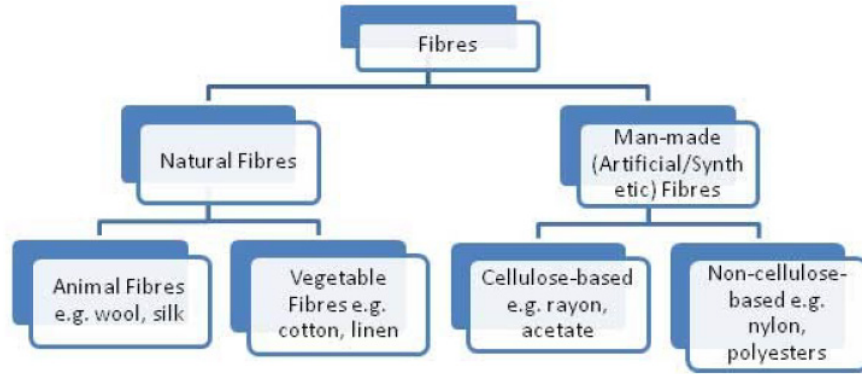 Fibres
Natural Fibres
Man-made
(Artificial/Synth
etic) Fibres
Animal Fibres
e.g. wool, silk
Vegetable
Fibres e.g.
cotton, linen
Cellulose-based
e.g. rayon,
acetate
Non-cellulose-
based e.g.
nylon,
polyesters